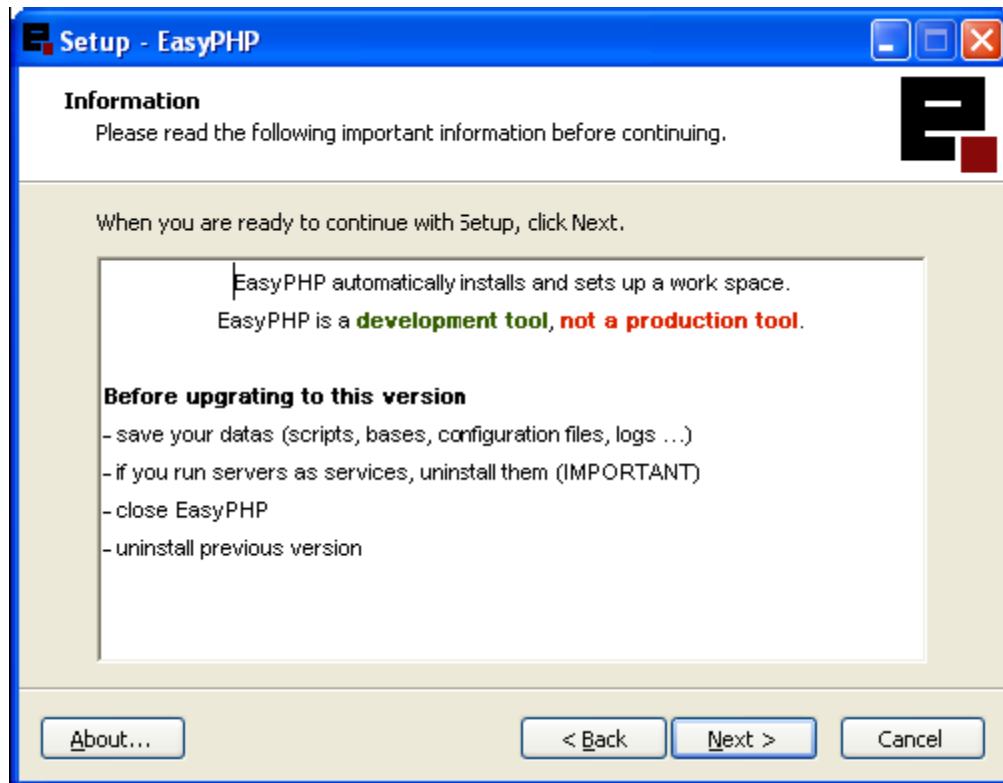 Setup - EasyPHP
Information
Please read the following important information before continuing.
When you are ready to continue with Setup, click Next.
EasyPHP automatically installs and sets up a work space.
EasyPHP is a development tool, not a production tool.
Before upgrating to this version
- save your datas (scripts, bases, configuration files, logs ...)
- if you run servers as services, uninstall them (IMPORTANT)
- close EasyPHP
- uninstall previous version
About... < Back Next > Cancel